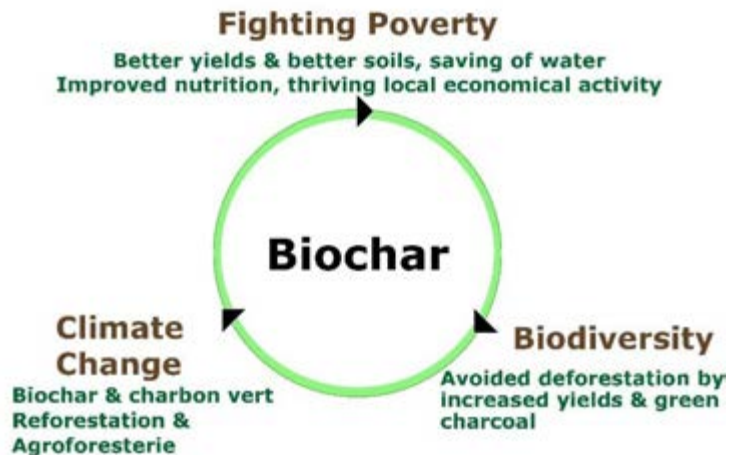 Fighting Poverty
Better yields & better soils, saving of water
Improved nutrition, thriving local economical activity
Biochar
Climate
Change
Biochar & charbon vert
Reforestation &
Agroforesterie
Biodiversity
Avoided deforestation by
increased yields & green
charcoal